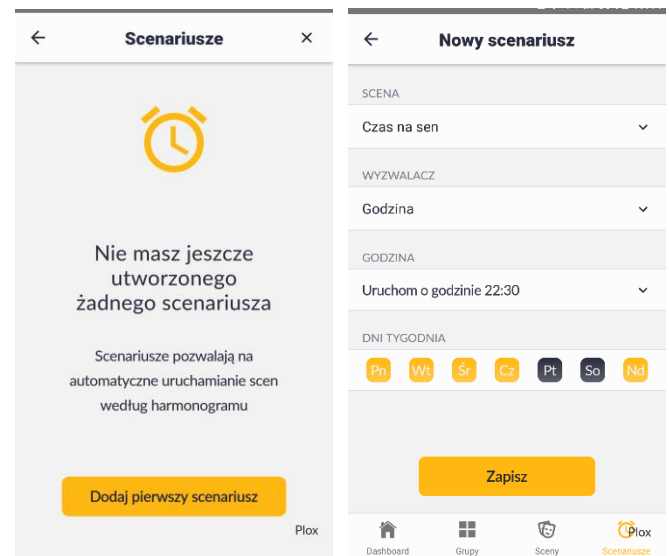 Scenariusze
Nie masz jeszcze
utworzonego
żadnego scenariusza
Scenariusze pozwalają na
automatyczne uruchamianie scen
według harmonogramu
Dodaj pierwszy scenariusz
Plox
Nowy scenariusz
SCENA
Czas na sen
WYZWALACZ
Godzina
GODZINA
Uruchom o godzinie 22:30
DNI TYGODNIA
Pn Wt Śr Cz Pt So Nd
Zapisz
Plox
Dashboard Grupy Sceny Scenariusze